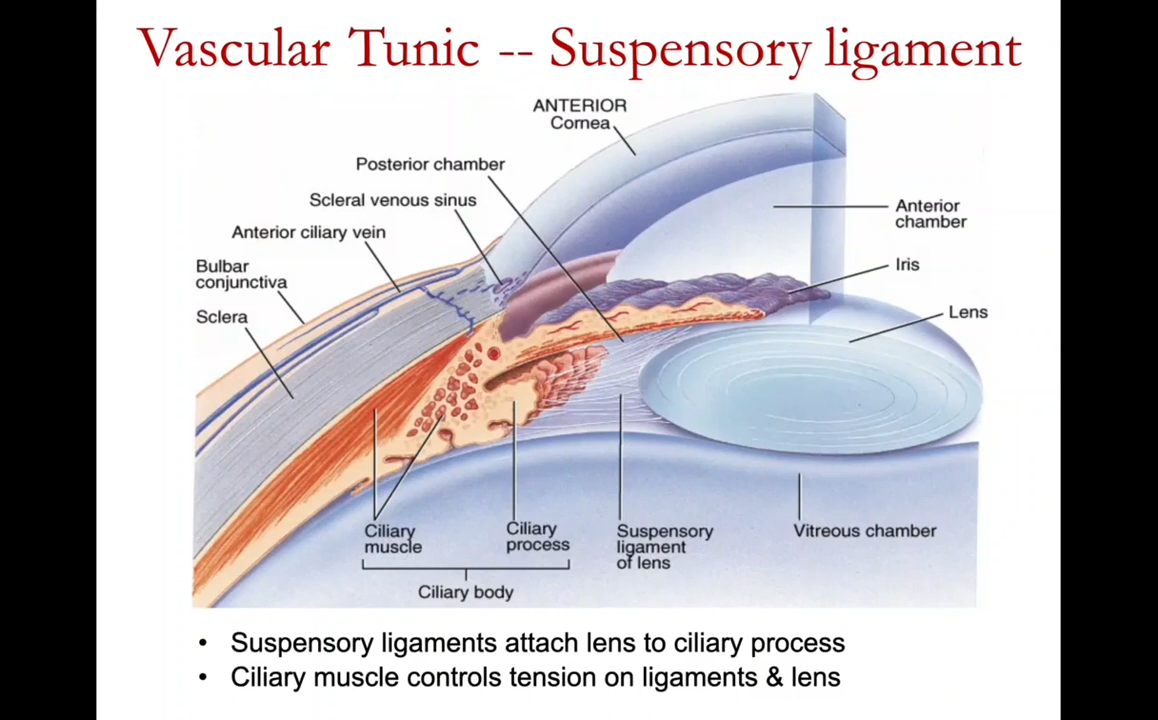 Vascular Tunic -- Suspensory ligament
ANTERIOR
Cornea
Posterior chamber
Scleral venous sinus
Anterior ciliary vein
Bulbar
conjunctiva
Sclera
Anterior
chamber
Iris
Lens
Ciliary
muscle
Ciliary
process
Suspensory
ligament
of lens
Vitreous chamber
Ciliary body
• Suspensory ligaments attach lens to ciliary process
• Ciliary muscle controls tension on ligaments & lens